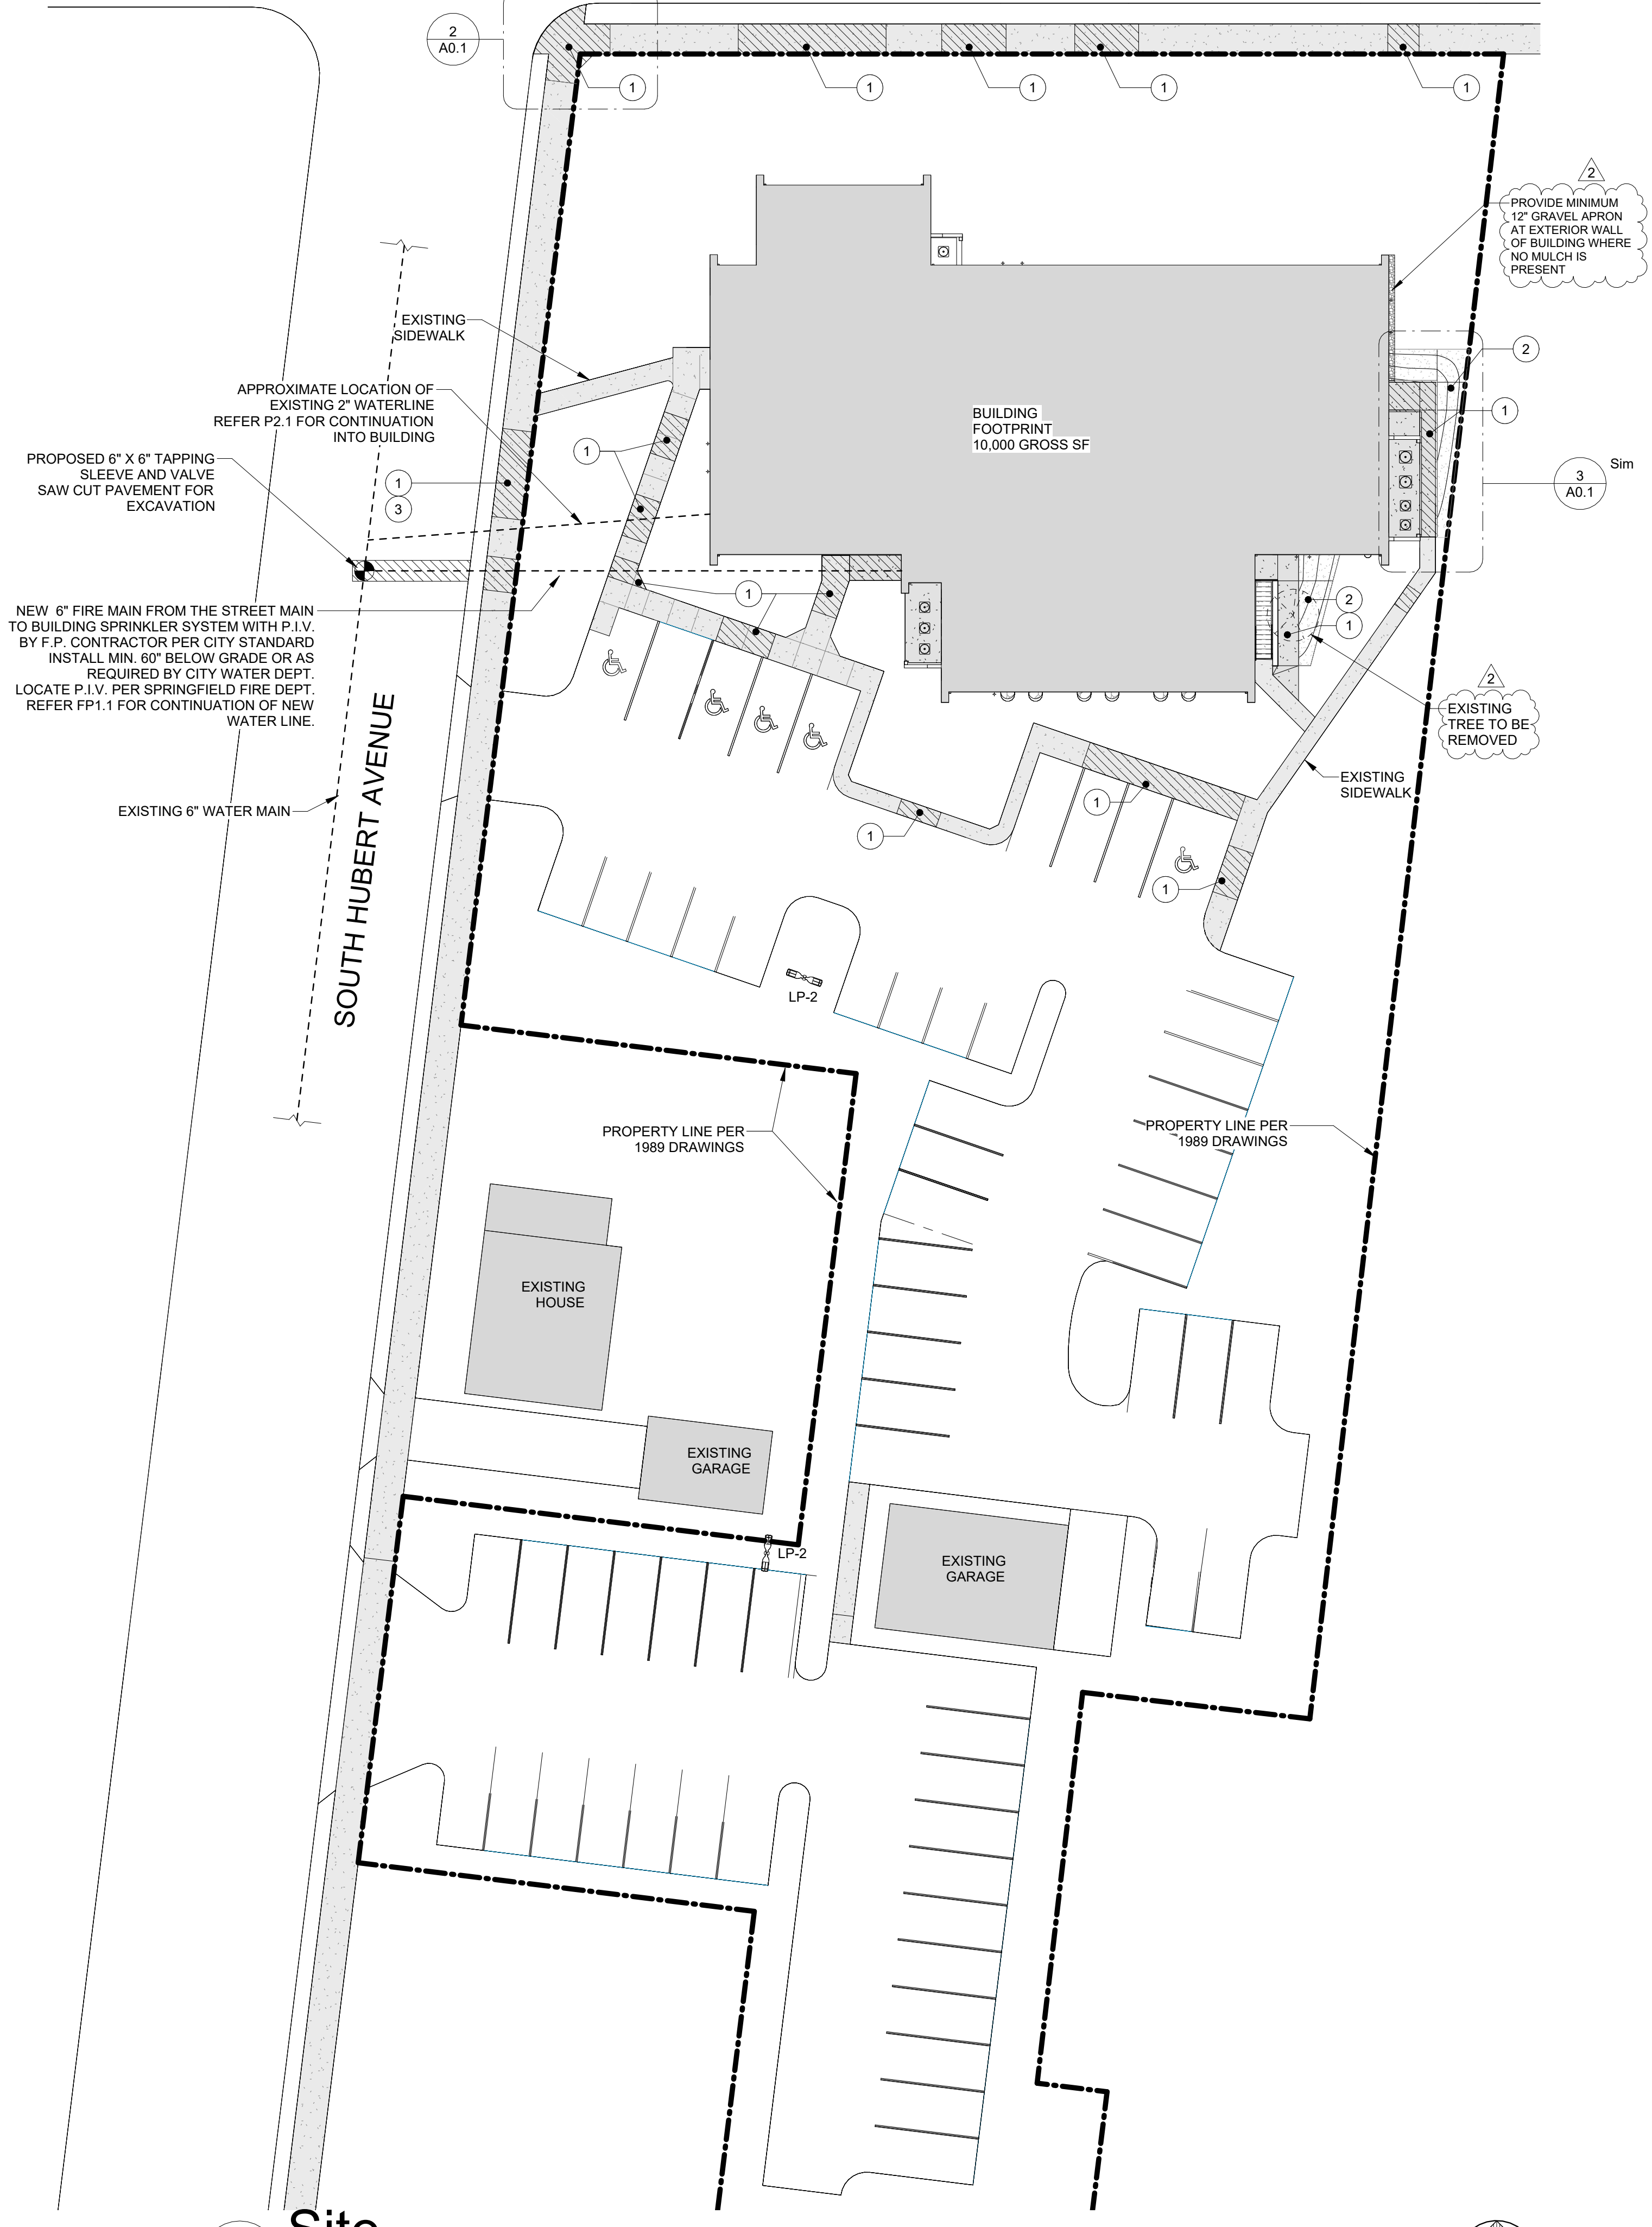 2
A0.1
1
1
1
1
1
2
PROVIDE MINIMUM
12" GRAVEL APRON
AT EXTERIOR WALL
OF BUILDING WHERE
NO MULCH IS
PRESENT
EXISTING
SIDEWALK
2
APPROXIMATE LOCATION OF
EXISTING 2" WATERLINE
REFER P2.1 FOR CONTINUATION
INTO BUILDING
BUILDING
FOOTPRINT
10,000 GROSS SF
1
1
PROPOSED 6" X 6" TAPPING
SLEEVE AND VALVE
SAW CUT PAVEMENT FOR
EXCAVATION
1
3
3
A0.1
Sim
NEW 6" FIRE MAIN FROM THE STREET MAIN
TO BUILDING SPRINKLER SYSTEM WITH P.I.V.
BY F.P. CONTRACTOR PER CITY STANDARD
INSTALL MIN. 60" BELOW GRADE OR AS
REQUIRED BY CITY WATER DEPT.
LOCATE P.I.V. PER SPRINGFIELD FIRE DEPT.
REFER FP1.1 FOR CONTINUATION OF NEW
WATER LINE.
1
2
1
2
EXISTING
TREE TO BE
REMOVED
EXISTING
SIDEWALK
EXISTING 6" WATER MAIN
SOUTH HUBERT AVENUE
1
1
1
LP-2
PROPERTY LINE PER
1989 DRAWINGS
PROPERTY LINE PER
1989 DRAWINGS
EXISTING
HOUSE
EXISTING
GARAGE
LP-2
EXISTING
GARAGE
Site